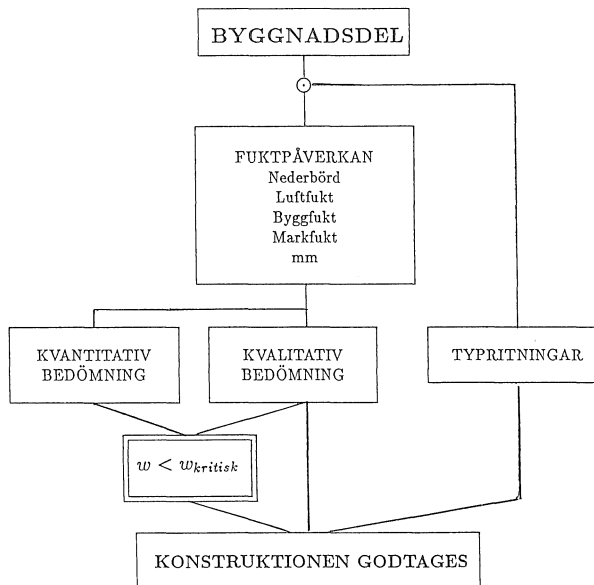 BYGGNADSDEL
FUKTPÅVERKAN
Nederbörd
Luftfukt
Byggfukt
Markfukt
mm
KVANTITATIV
BEDÖMNING
KVALITATIV
BEDÖMNING
TYPRITNINGAR
w < w_kritisk
KONSTRUKTIONEN GODTAGES